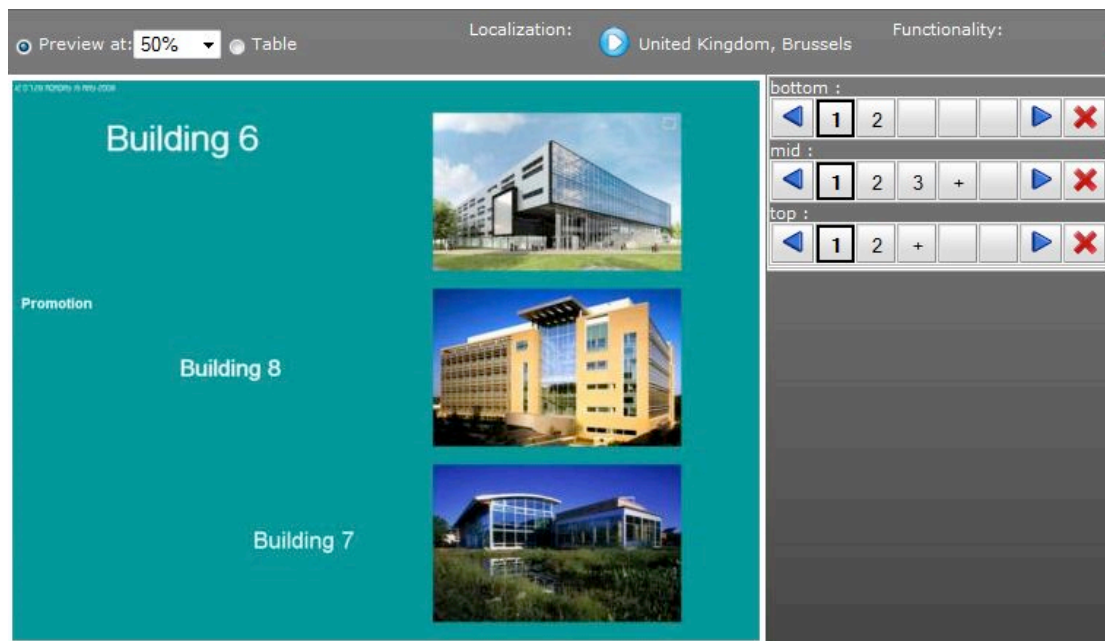 Preview at: 50% Table
Localization:
United Kingdom, Brussels
Functionality:
Building 6
Promotion
Building 8
Building 7
bottom :
1 2
mid :
1 2 3 +
top :
1 2 +